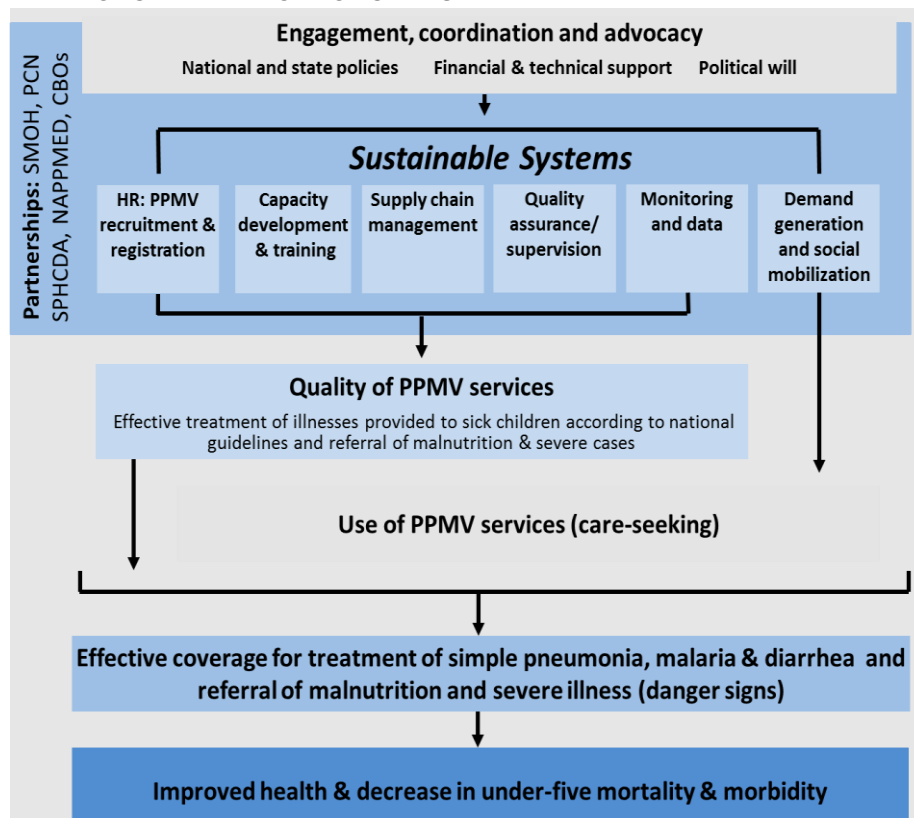 Engagement, coordination and advocacy
National and state policies Financial & technical support Political will
Partnerships: SMOH, PCN
SPHCDA, NAPPMED, CBOs
Sustainable Systems
HR: PPMV
recruitment &
registration
Capacity
development
& training
Supply chain
management
Quality
assurance/
supervision
Monitoring
and data
Demand
generation
and social
mobilization
Quality of PPMV services
Effective treatment of illnesses provided to sick children according to national
guidelines and referral of malnutrition & severe cases
Use of PPMV services (care-seeking)
Effective coverage for treatment of simple pneumonia, malaria & diarrhea and
referral of malnutrition and severe illness (danger signs)
Improved health & decrease in under-five mortality & morbidity